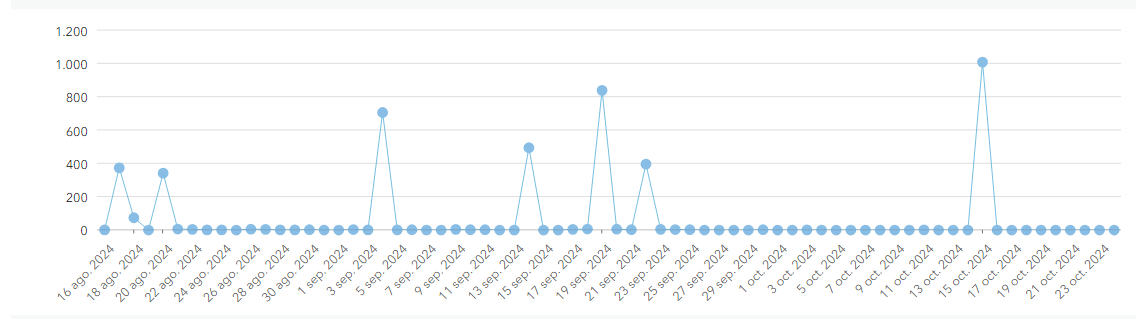 1.200
1.000
800
600
400
200
0
16 ago. 2024
18 ago. 2024
20 ago. 2024
22 ago. 2024
24 ago. 2024
26 ago. 2024
28 ago. 2024
30 ago. 2024
1 sep. 2024
3 sep. 2024
5 sep. 2024
7 sep. 2024
9 sep. 2024
11 sep. 2024
13 sep. 2024
15 sep. 2024
17 sep. 2024
19 sep. 2024
21 sep. 2024
23 sep. 2024
25 sep. 2024
27 sep. 2024
29 sep. 2024
1 oct. 2024
3 oct. 2024
5 oct. 2024
7 oct. 2024
9 oct. 2024
11 oct. 2024
13 oct. 2024
15 oct. 2024
17 oct. 2024
19 oct. 2024
21 oct. 2024
23 oct. 2024